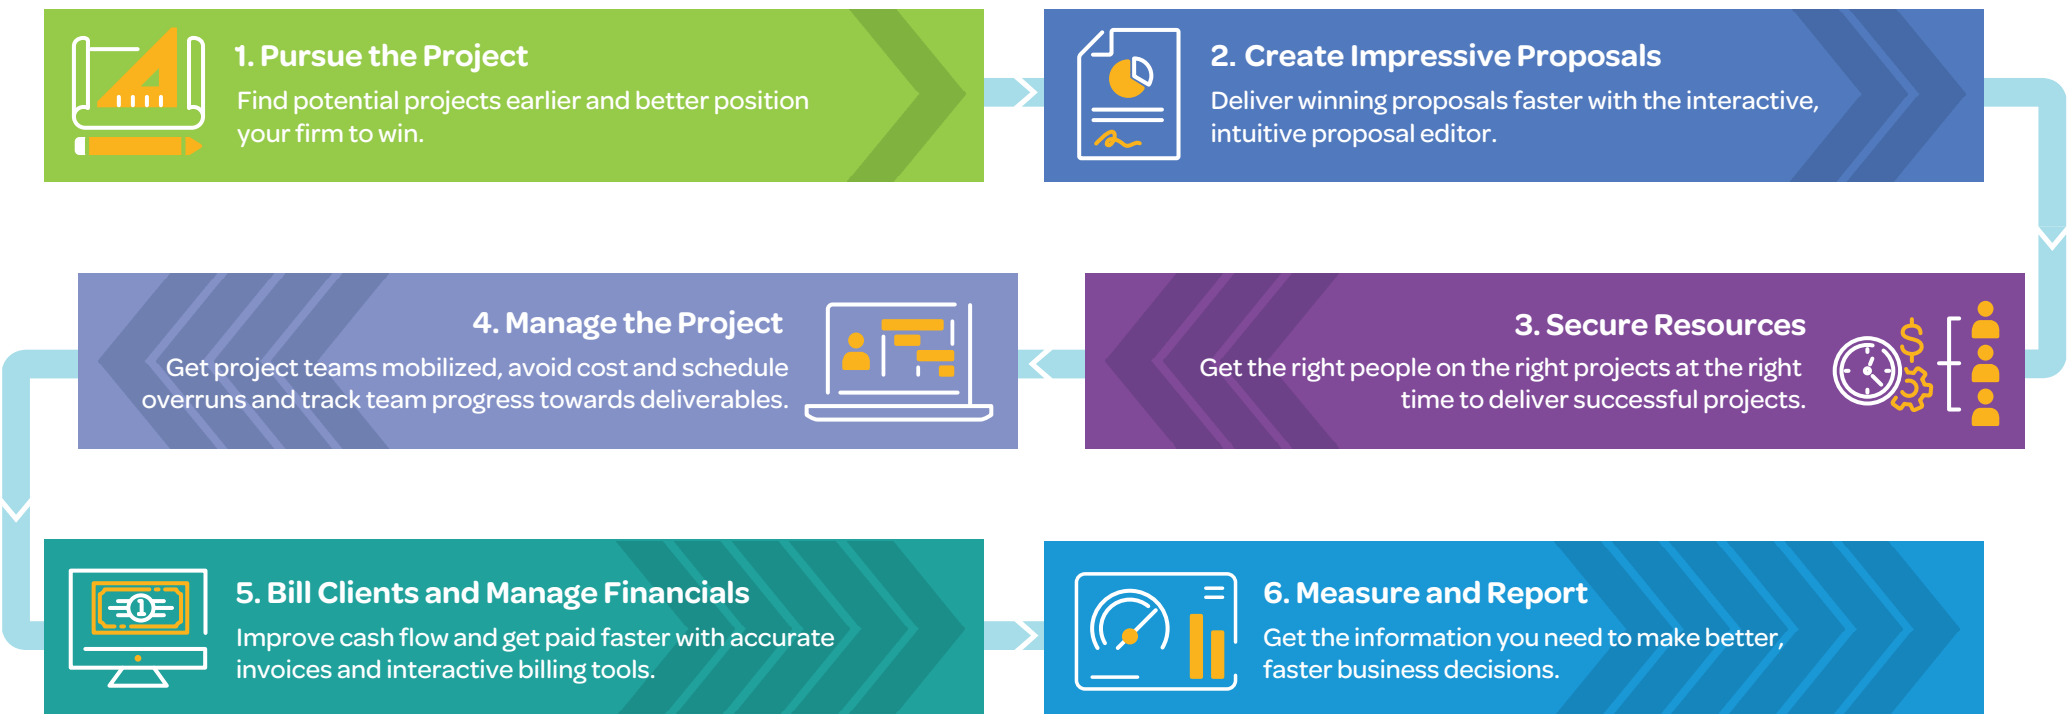 1. Pursue the Project
Find potential projects earlier and better position
your firm to win.
2. Create Impressive Proposals
Deliver winning proposals faster with the interactive,
intuitive proposal editor.
3. Secure Resources
Get the right people on the right projects at the right
time to deliver successful projects.
$
4. Manage the Project
Get project teams mobilized, avoid cost and schedule
overruns and track team progress towards deliverables.
5. Bill Clients and Manage Financials
Improve cash flow and get paid faster with accurate
invoices and interactive billing tools.
1
6. Measure and Report
Get the information you need to make better,
faster business decisions.